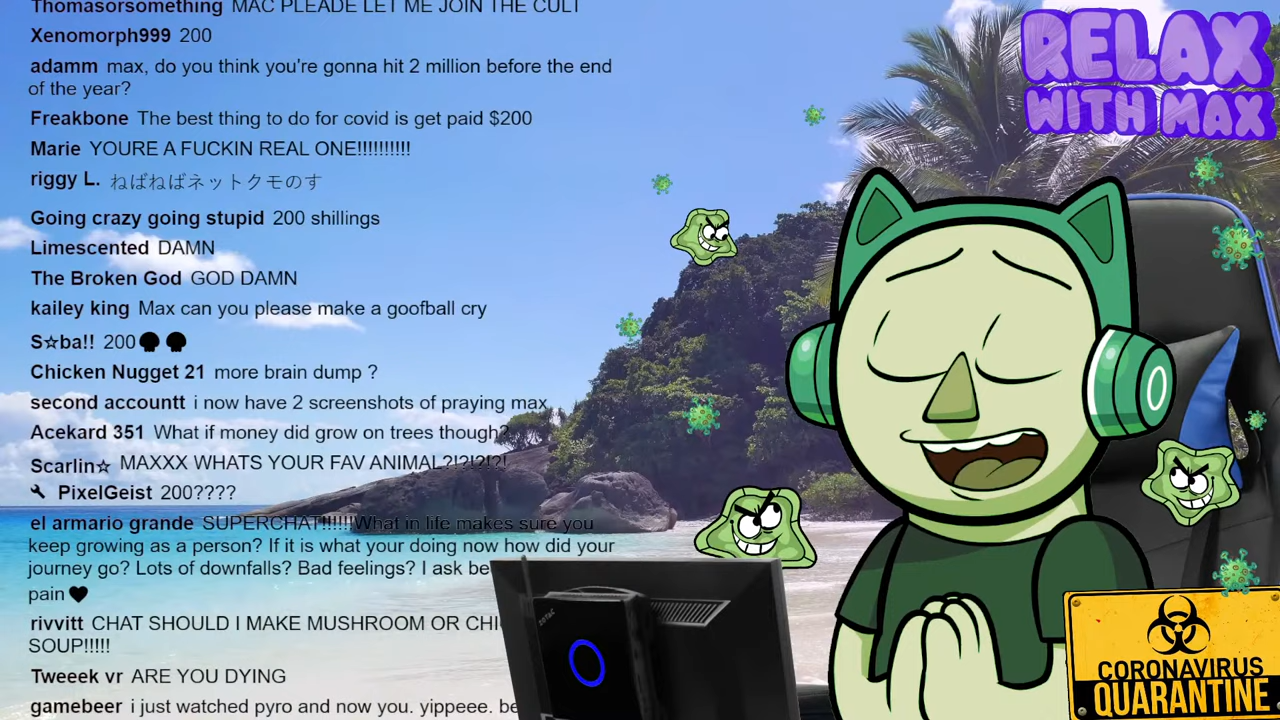 Thomasorsomething MAC PLEADE LET ME JOIN THE CULT
Xenomorph999 200
adamm max, do you think you're gonna hit 2 million before the end
of the year?
Freakbone The best thing to do for covid is get paid $200
Marie YOURE A FUCKIN REAL ONE!!!!!!!!!!
riggy L. ねばねばネットクモのす
Going crazy going stupid 200 shillings
Limescented DAMN
The Broken God GOD DAMN
kailey king Max can you please make a goofball cry
S☆ba!! 200
Chicken Nugget 21 more brain dump ?
second accountt i now have 2 screenshots of praying max
Acekard 351 What if money did grow on trees though?
Scarlin☆ MAXXX WHATS YOUR FAV ANIMAL?!?!?!?!
PixelGeist 200????
el armario grande SUPERCHAT!!!!!!What in life makes sure you
keep growing as a person? If it is what your doing now how did your
journey go? Lots of downfalls? Bad feelings? I ask be
pain🖤
rivvitt CHAT SHOULD I MAKE MUSHROOM OR CHI
SOUP!!!!!
Tweeek vr ARE YOU DYING
gamebeer i just watched pyro and now you. yippeee. be
RELAX
WITH MAX
ZOTAC
CORONAVIRUS
QUARANTINE